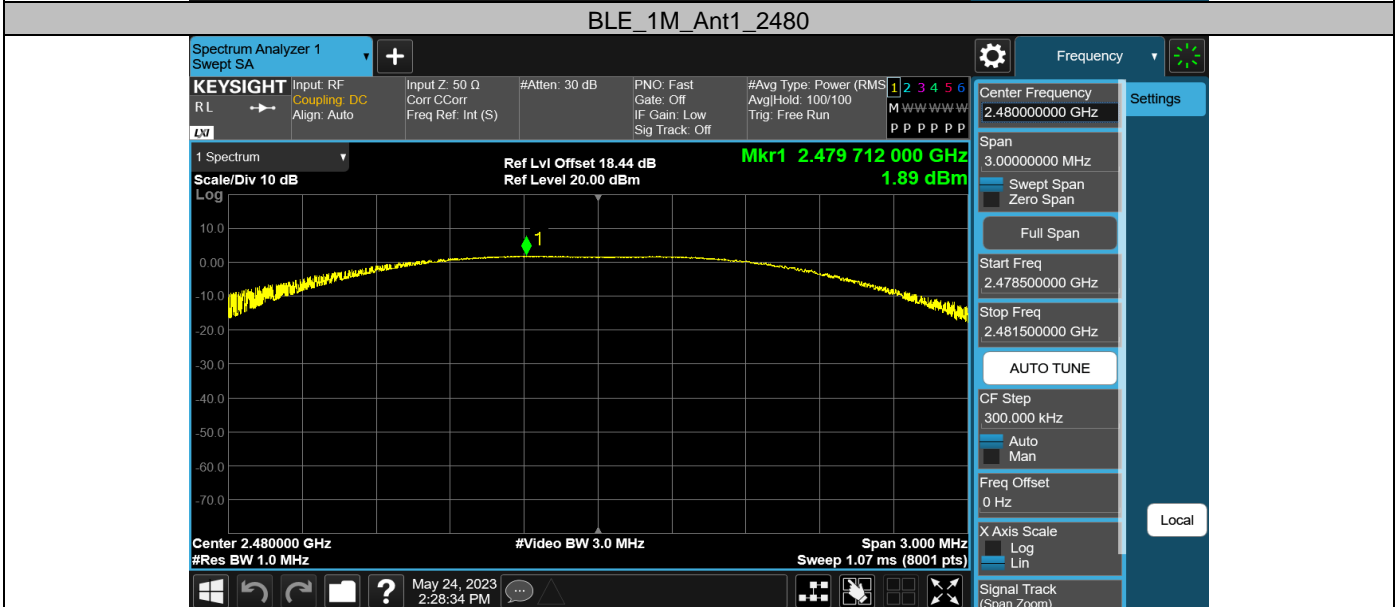 BLE_1M_Ant1_2480
Spectrum Analyzer 1
Swept SA
Frequency
KEYSIGHT
R L
LXI
Input: RF
Coupling: DC
Align: Auto
Input Z: 50 Ω
Corr CCorr
Freq Ref: Int (S)
#Atten: 30 dB
PNO: Fast
Gate: Off
IF Gain: Low
Sig Track: Off
#Avg Type: Power (RMS
Avg|Hold: 100/100
Trig: Free Run
1 2 3 4 5 6
M W W W W W
P P P P P P
1 Spectrum
Scale/Div 10 dB
Log
Ref Lvl Offset 18.44 dB
Ref Level 20.00 dBm
Mkr1 2.479 712 000 GHz
1.89 dBm
1
10.0
0.00
-10.0
-20.0
-30.0
-40.0
-50.0
-60.0
-70.0
Center 2.480000 GHz
#Video BW 3.0 MHz
Span 3.000 MHz
#Res BW 1.0 MHz
Sweep 1.07 ms (8001 pts)
Center Frequency
2.480000000 GHz
Settings
Span
3.00000000 MHz
Swept Span
Zero Span
Full Span
Start Freq
2.478500000 GHz
Stop Freq
2.481500000 GHz
AUTO TUNE
CF Step
300.000 kHz
Auto
Man
Freq Offset
0 Hz
Local
X Axis Scale
Log
Lin
Signal Track
(Span Zoom)
?
May 24, 2023
2:28:34 PM